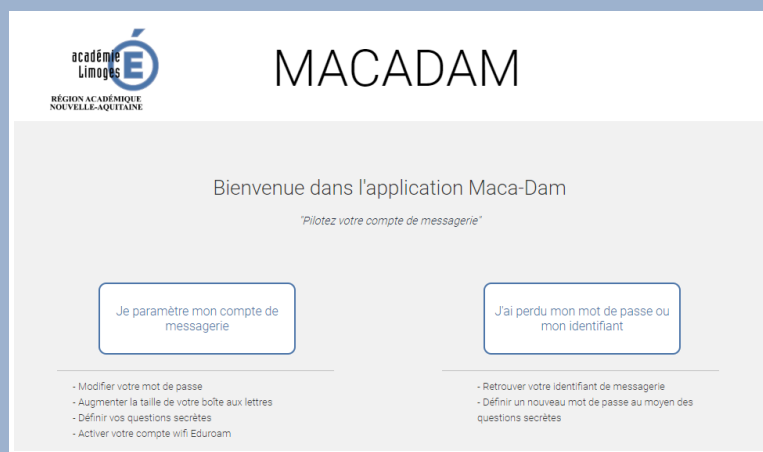 académie
Limoges
É
RÉGION ACADÉMIQUE
NOUVELLE-AQUITAINE
MACADAM
Bienvenue dans l'application Maca-Dam
"Pilotez votre compte de messagerie"
Je paramètre mon compte de
messagerie
- Modifier votre mot de passe
- Augmenter la taille de votre boîte aux lettres
- Définir vos questions secrètes
- Activer votre compte wifi Eduroam
J'ai perdu mon mot de passe ou
mon identifiant
- Retrouver votre identifiant de messagerie
- Définir un nouveau mot de passe au moyen des
questions secrètes